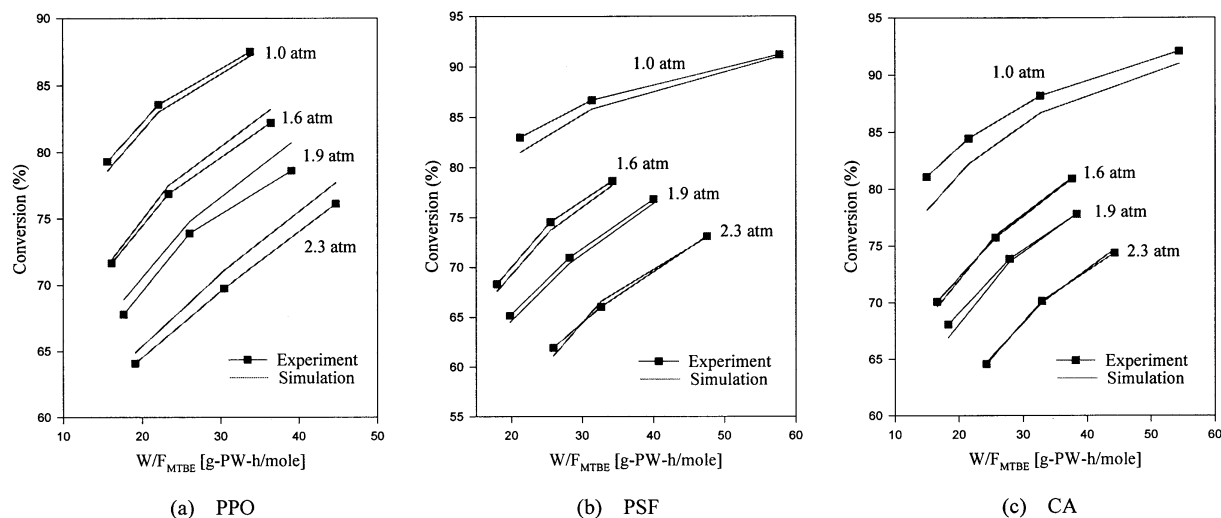 90
85
80
75
70
65
60
Conversion (%)
1.0 atm
1.6 atm
1.9 atm
2.3 atm
Experiment
Simulation
10 20 30 40 50
W/F_MTBE [g-PW-h/mole]
(a) PPO
95
90
85
80
75
70
65
60
55
Conversion (%)
1.0 atm
1.6 atm
1.9 atm
2.3 atm
Experiment
Simulation
20 30 40 50 60
W/F_MTBE [g-PW-h/mole]
(b) PSF
95
90
85
80
75
70
65
60
Conversion (%)
1.0 atm
1.6 atm
1.9 atm
2.3 atm
Experiment
Simulation
10 20 30 40 50 60
W/F_MTBE [g-PW-h/mole]
(c) CA